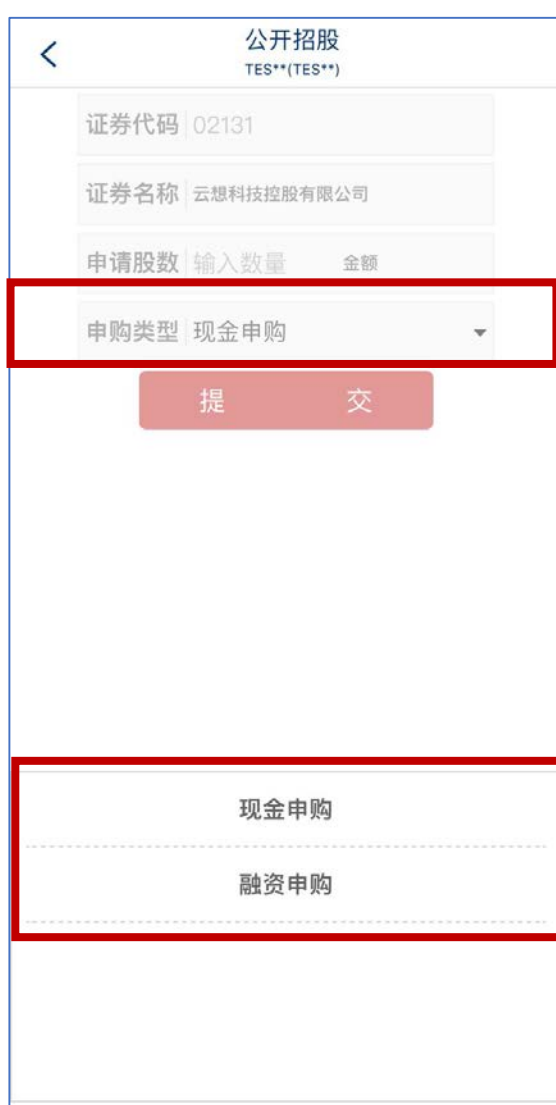 公开招股
TES**(TES**)
证券代码 02131
证券名称 云想科技控股有限公司
申请股数 输入数量 金额
申购类型 现金申购
提 交
现金申购
融资申购